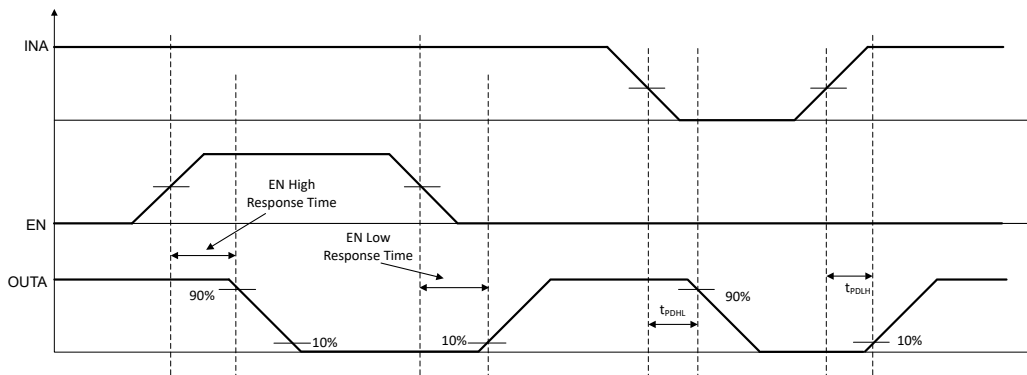 INA
EN High
Response Time
EN
EN Low
Response Time
OUTA
90%
10%
10%
90%
10%
tPDHL
tPDLH